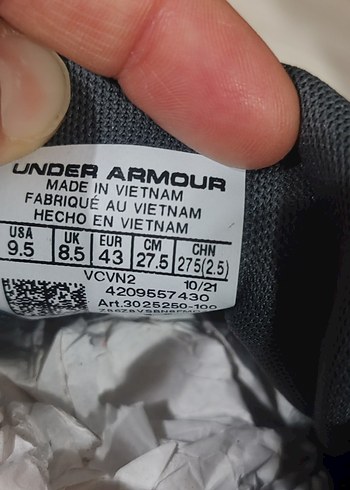 UNDER ARMOUR
MADE IN VIETNAM
FABRIQUÉ AU VIETNAM
HECHO EN VIETNAM
USA UK EUR CM CHN
9.5 8.5 43 27.5 275(2.5)
VCVN2 10/21
4209557430
Art.3025250-100